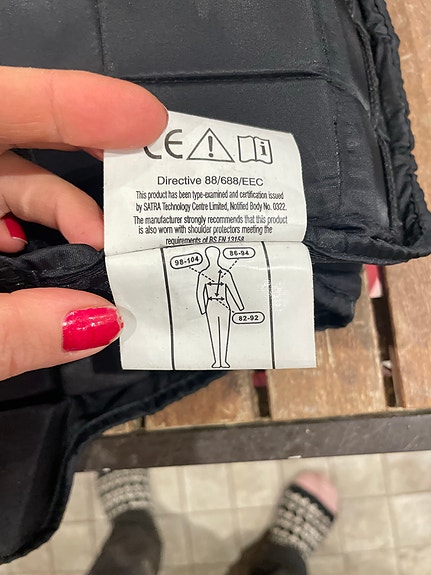 CE
Directive 88/688/EEC
This product has been type-examined and certification issued
by SATRA Technology Centre Limited, Notified Body No. 0322.
The manufacturer strongly recommends that this product
is also worn with shoulder protectors meeting the
requirements of BS EN 13158
98-104
86-94
82-92